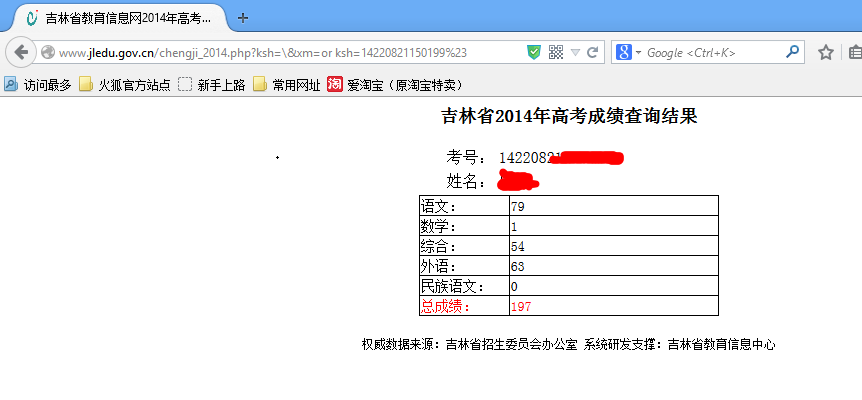 吉林省教育信息网2014年高考...
www.jledu.gov.cn/chengji_2014.php?ksh=\&xm=or ksh=14220821150199%23
Google <Ctrl+K>
访问最多 火狐官方站点 新手上路 常用网址 爱淘宝（原淘宝特卖）
吉林省2014年高考成绩查询结果
考号： 1422082
姓名：
语文： 79
数学： 1
综合： 54
外语： 63
民族语文： 0
总成绩： 197
权威数据来源：吉林省招生委员会办公室 系统研发支撑：吉林省教育信息中心